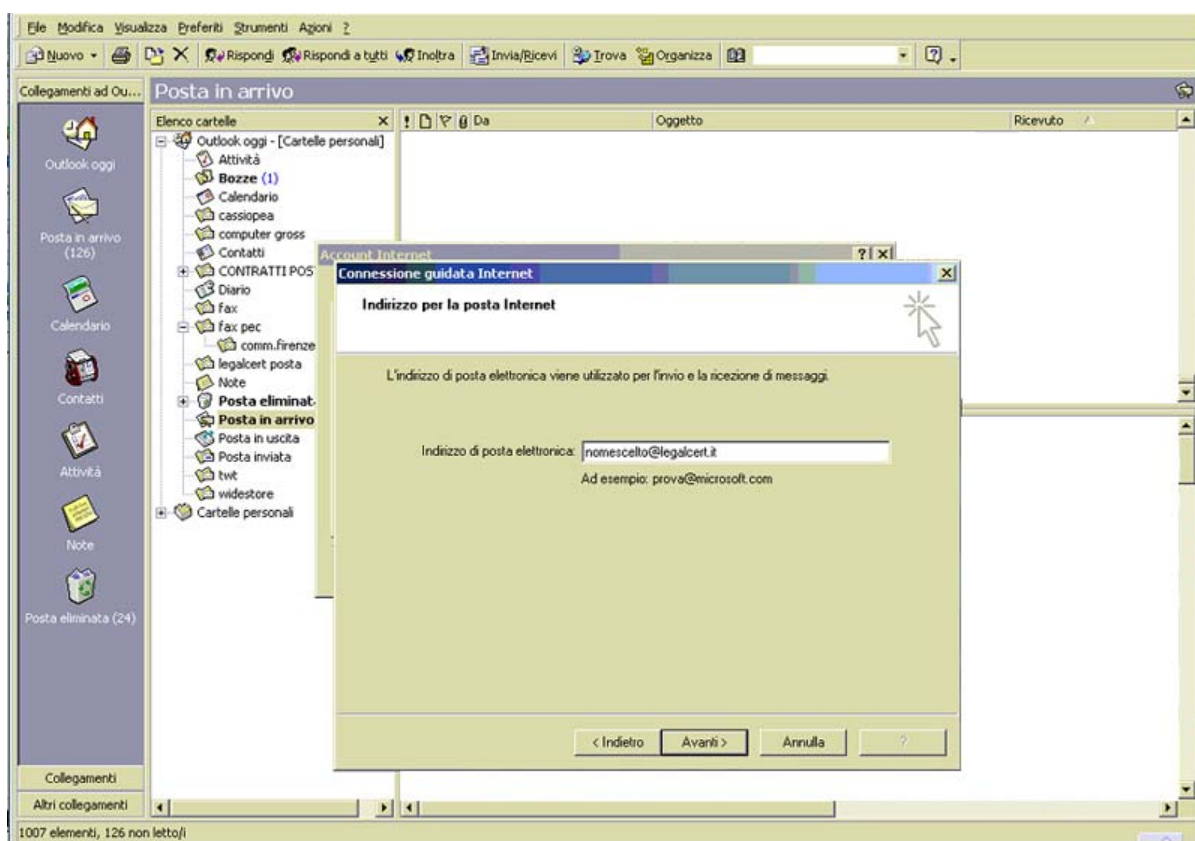 File Modifica Visualizza Preferiti Strumenti Azioni ?
Nuovo Rispondi Rispondi a tutti Inoltra Invia/Ricevi Trova Organizza
Collegamenti ad Ou... Posta in arrivo
Outlook oggi
Posta in arrivo
(126)
Calendario
Contatti
Attività
Note
Posta eliminata (24)
Collegamenti
Altri collegamenti
Elenco cartelle
Outlook oggi - [Cartelle personali]
Attività
Bozze (1)
Calendario
cassiopea
computer gross
Contatti
CONTRATTI POS
Diario
fax
fax pec
comm.firenze
legalcert posta
Note
Posta eliminat
Posta in arrivo
Posta in uscita
Posta inviata
twt
widestore
Cartelle personali
Da Oggetto Ricevuto
Account Internet
Connessione guidata Internet
Indirizzo per la posta Internet
L'indirizzo di posta elettronica viene utilizzato per l'invio e la ricezione di messaggi.
Indirizzo di posta elettronica: nomescelto@legalcert.it
Ad esempio: prova@microsoft.com
< Indietro Avanti > Annulla ?
1007 elementi, 126 non letto/i